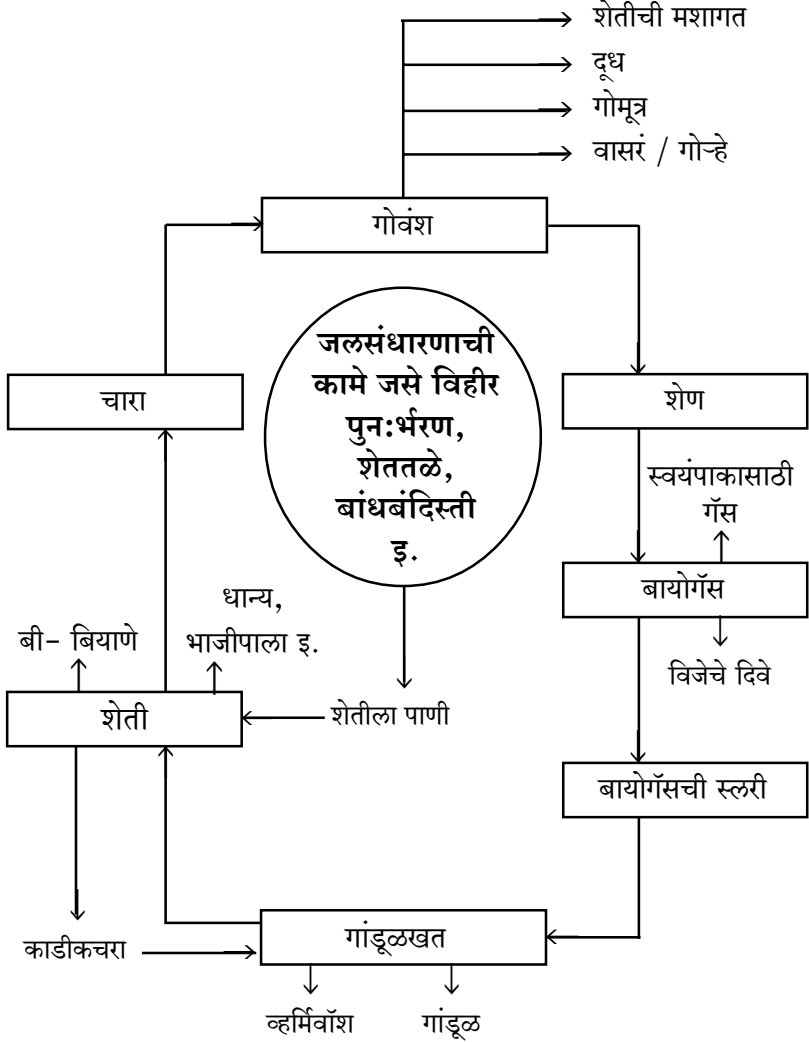 शेतीची मशागत
दूध
गोमूत्र
वासरं / गोऱ्हे
गोवंश
जलसंधारणाची
कामे जसे विहीर
पुन:र्भरण,
शेततळे,
बांधबंदिस्ती
इ.
चारा
शेण
स्वयंपाकासाठी
गॅस
बायोगॅस
विजेचे दिवे
धान्य,
भाजीपाला इ.
बी- बियाणे
शेती
शेतीला पाणी
बायोगॅसची स्लरी
गांडूळखत
काडीकचरा
व्हर्मिवॉश
गांडूळ